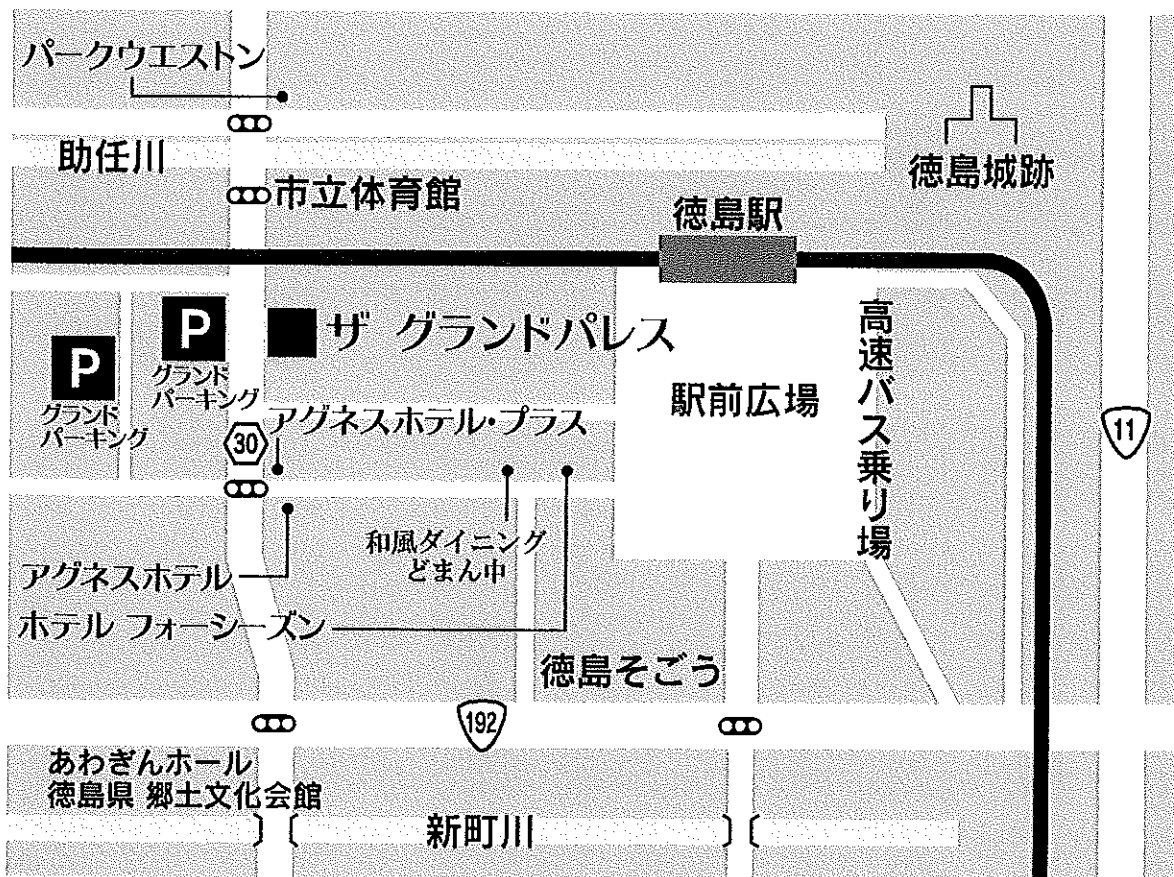 パークウエストン
助任川
市立体育館
徳島城跡
徳島駅
P
グランド
パーキング
P
グランド
パーキング
ザ グランドパレス
駅前広場
高速バス乗り場
11
30
アグネスホテル・プラス
和風ダイニング
どまん中
アグネスホテル
ホテル フォーシーズン
徳島そごう
192
あわぎんホール
徳島県 郷土文化会館
新町川